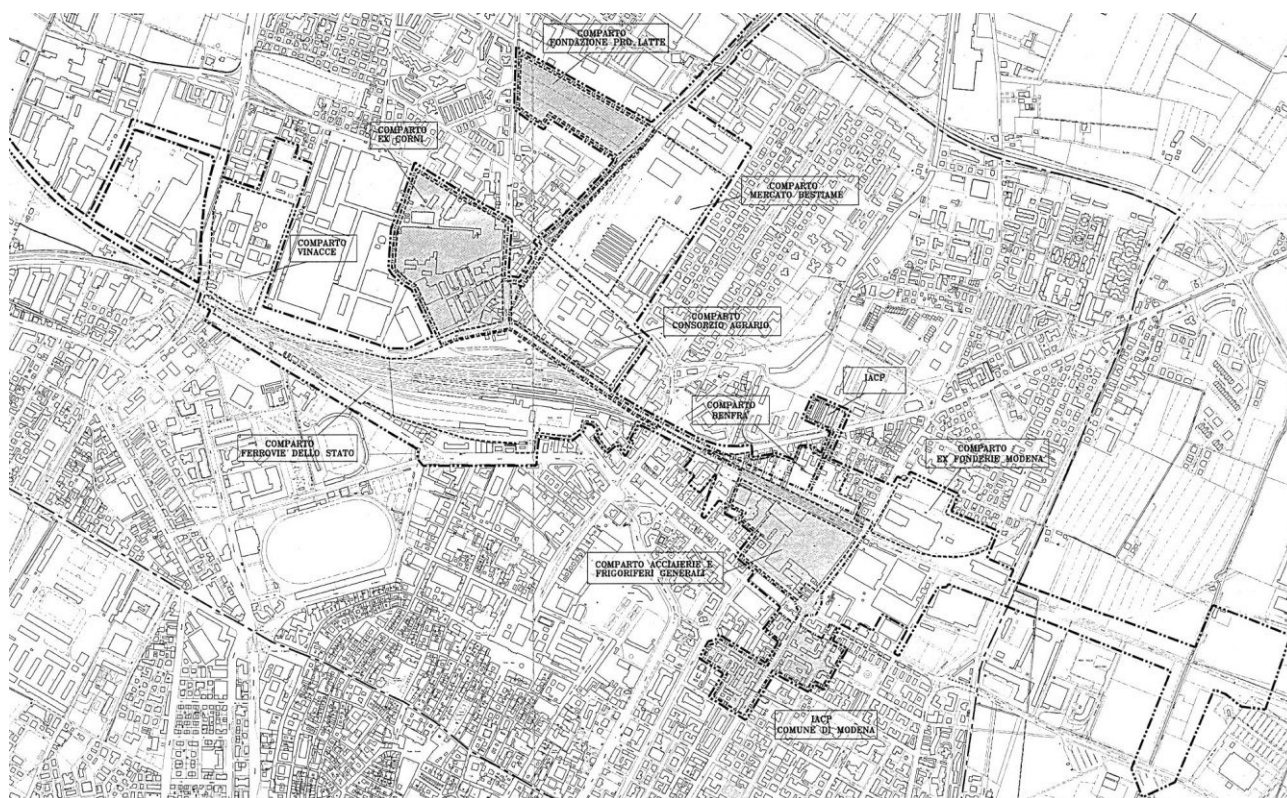 COMPARTO
FONDAZIONE PRO LATTE
COMPARTO
EX CORNI
COMPARTO
MERCATO BESTIAME
COMPARTO
VINACCE
COMPARTO
CONSORZIO AGRARIO
IACP
COMPARTO
BENFRA'
COMPARTO
FERROVIE DELLO STATO
COMPARTO
EX FONDERIE MODENA
COMPARTO ACCIAIERIE E
FRIGORIFERI GENERALI
IACP
COMUNE DI MODENA